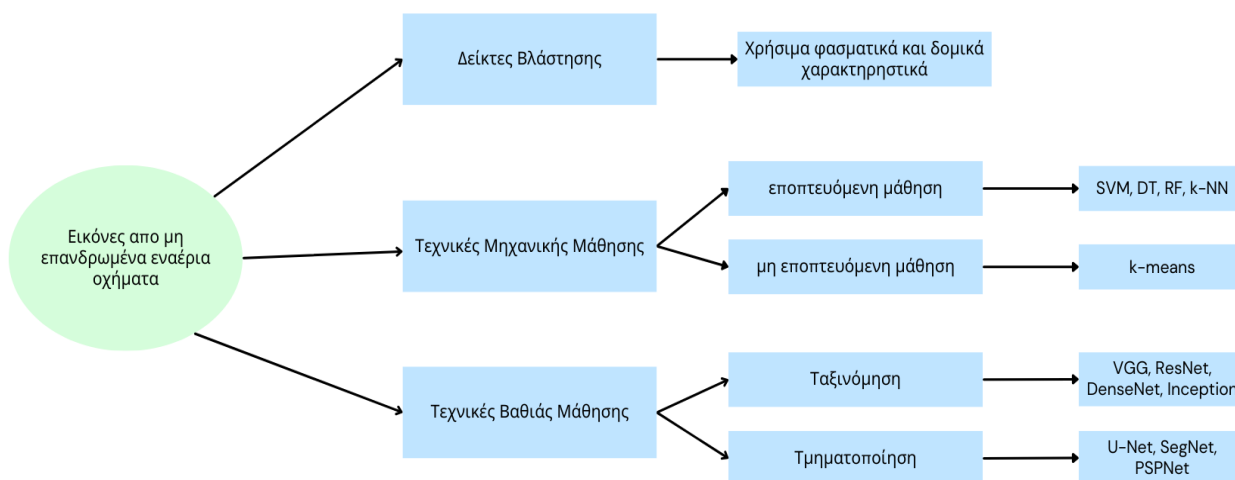 Δείκτες Βλάστησης
Χρήσιμα φασματικά και δομικά
χαρακτηρηστικά
Εικόνες απο μη
επανδρωμένα εναέρια
οχήματα
Τεχνικές Μηχανικής Μάθησης
εποπτευόμενη μάθηση
SVM, DT, RF, k-NN
μη εποπτευόμενη μάθηση
k-means
Τεχνικές Βαθιάς Μάθησης
Ταξινόμηση
VGG, ResNet,
DenseNet, Inception
Τμηματοποίηση
U-Net, SegNet,
PSPNet